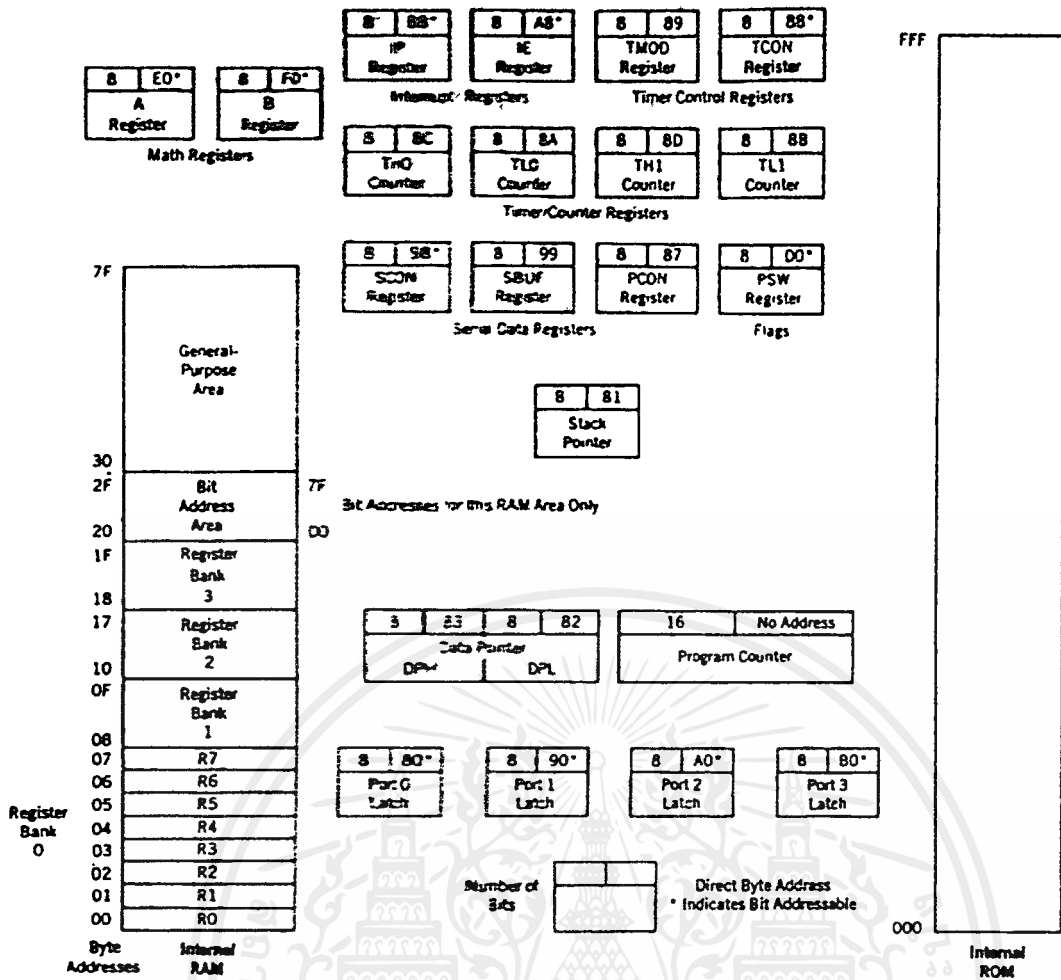 8 B8*
IP
Register
8 A8*
IE
Register
Interrupt Registers
8 89
TMOD
Register
8 88*
TCON
Register
Timer Control Registers
8 E0*
A
Register
8 F0*
B
Register
Math Registers
8 8C
TH0
Counter
8 8A
TL0
Counter
8 8D
TH1
Counter
8 8B
TL1
Counter
Timer/Counter Registers
8 98*
SCON
Register
8 99
SBUF
Register
8 87
PCON
Register
Serial Data Registers
8 D0*
PSW
Register
Flags
8 81
Stack
Pointer
7F
General-
Purpose
Area
30
2F
Bit
Address
Area
20
7F
00
Bit Addresses for this RAM Area Only
1F
Register
Bank
3
18
17
Register
Bank
2
10
0F
Register
Bank
1
08
07 R7
06 R6
05 R5
04 R4
03 R3
02 R2
01 R1
00 R0
Register
Bank
0
Byte
Addresses
Internal
RAM
8 83 8 82
Data Pointer
DPH DPL
16 No Address
Program Counter
8 80*
Port 0
Latch
8 90*
Port 1
Latch
8 A0*
Port 2
Latch
8 B0*
Port 3
Latch
Number of
Bits
Direct Byte Address
* Indicates Bit Addressable
FFF
000
Internal
ROM